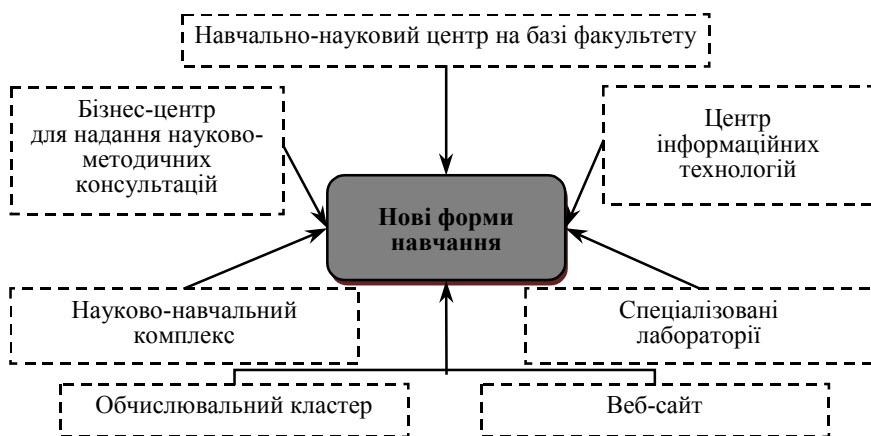 Навчально-науковий центр на базі факультету
Бізнес-центр
для надання науково-
методичних
консультацій
Центр
інформаційних
технологій
Нові форми
навчання
Науково-навчальний
комплекс
Спеціалізовані
лабораторії
Обчислювальний кластер
Веб-сайт